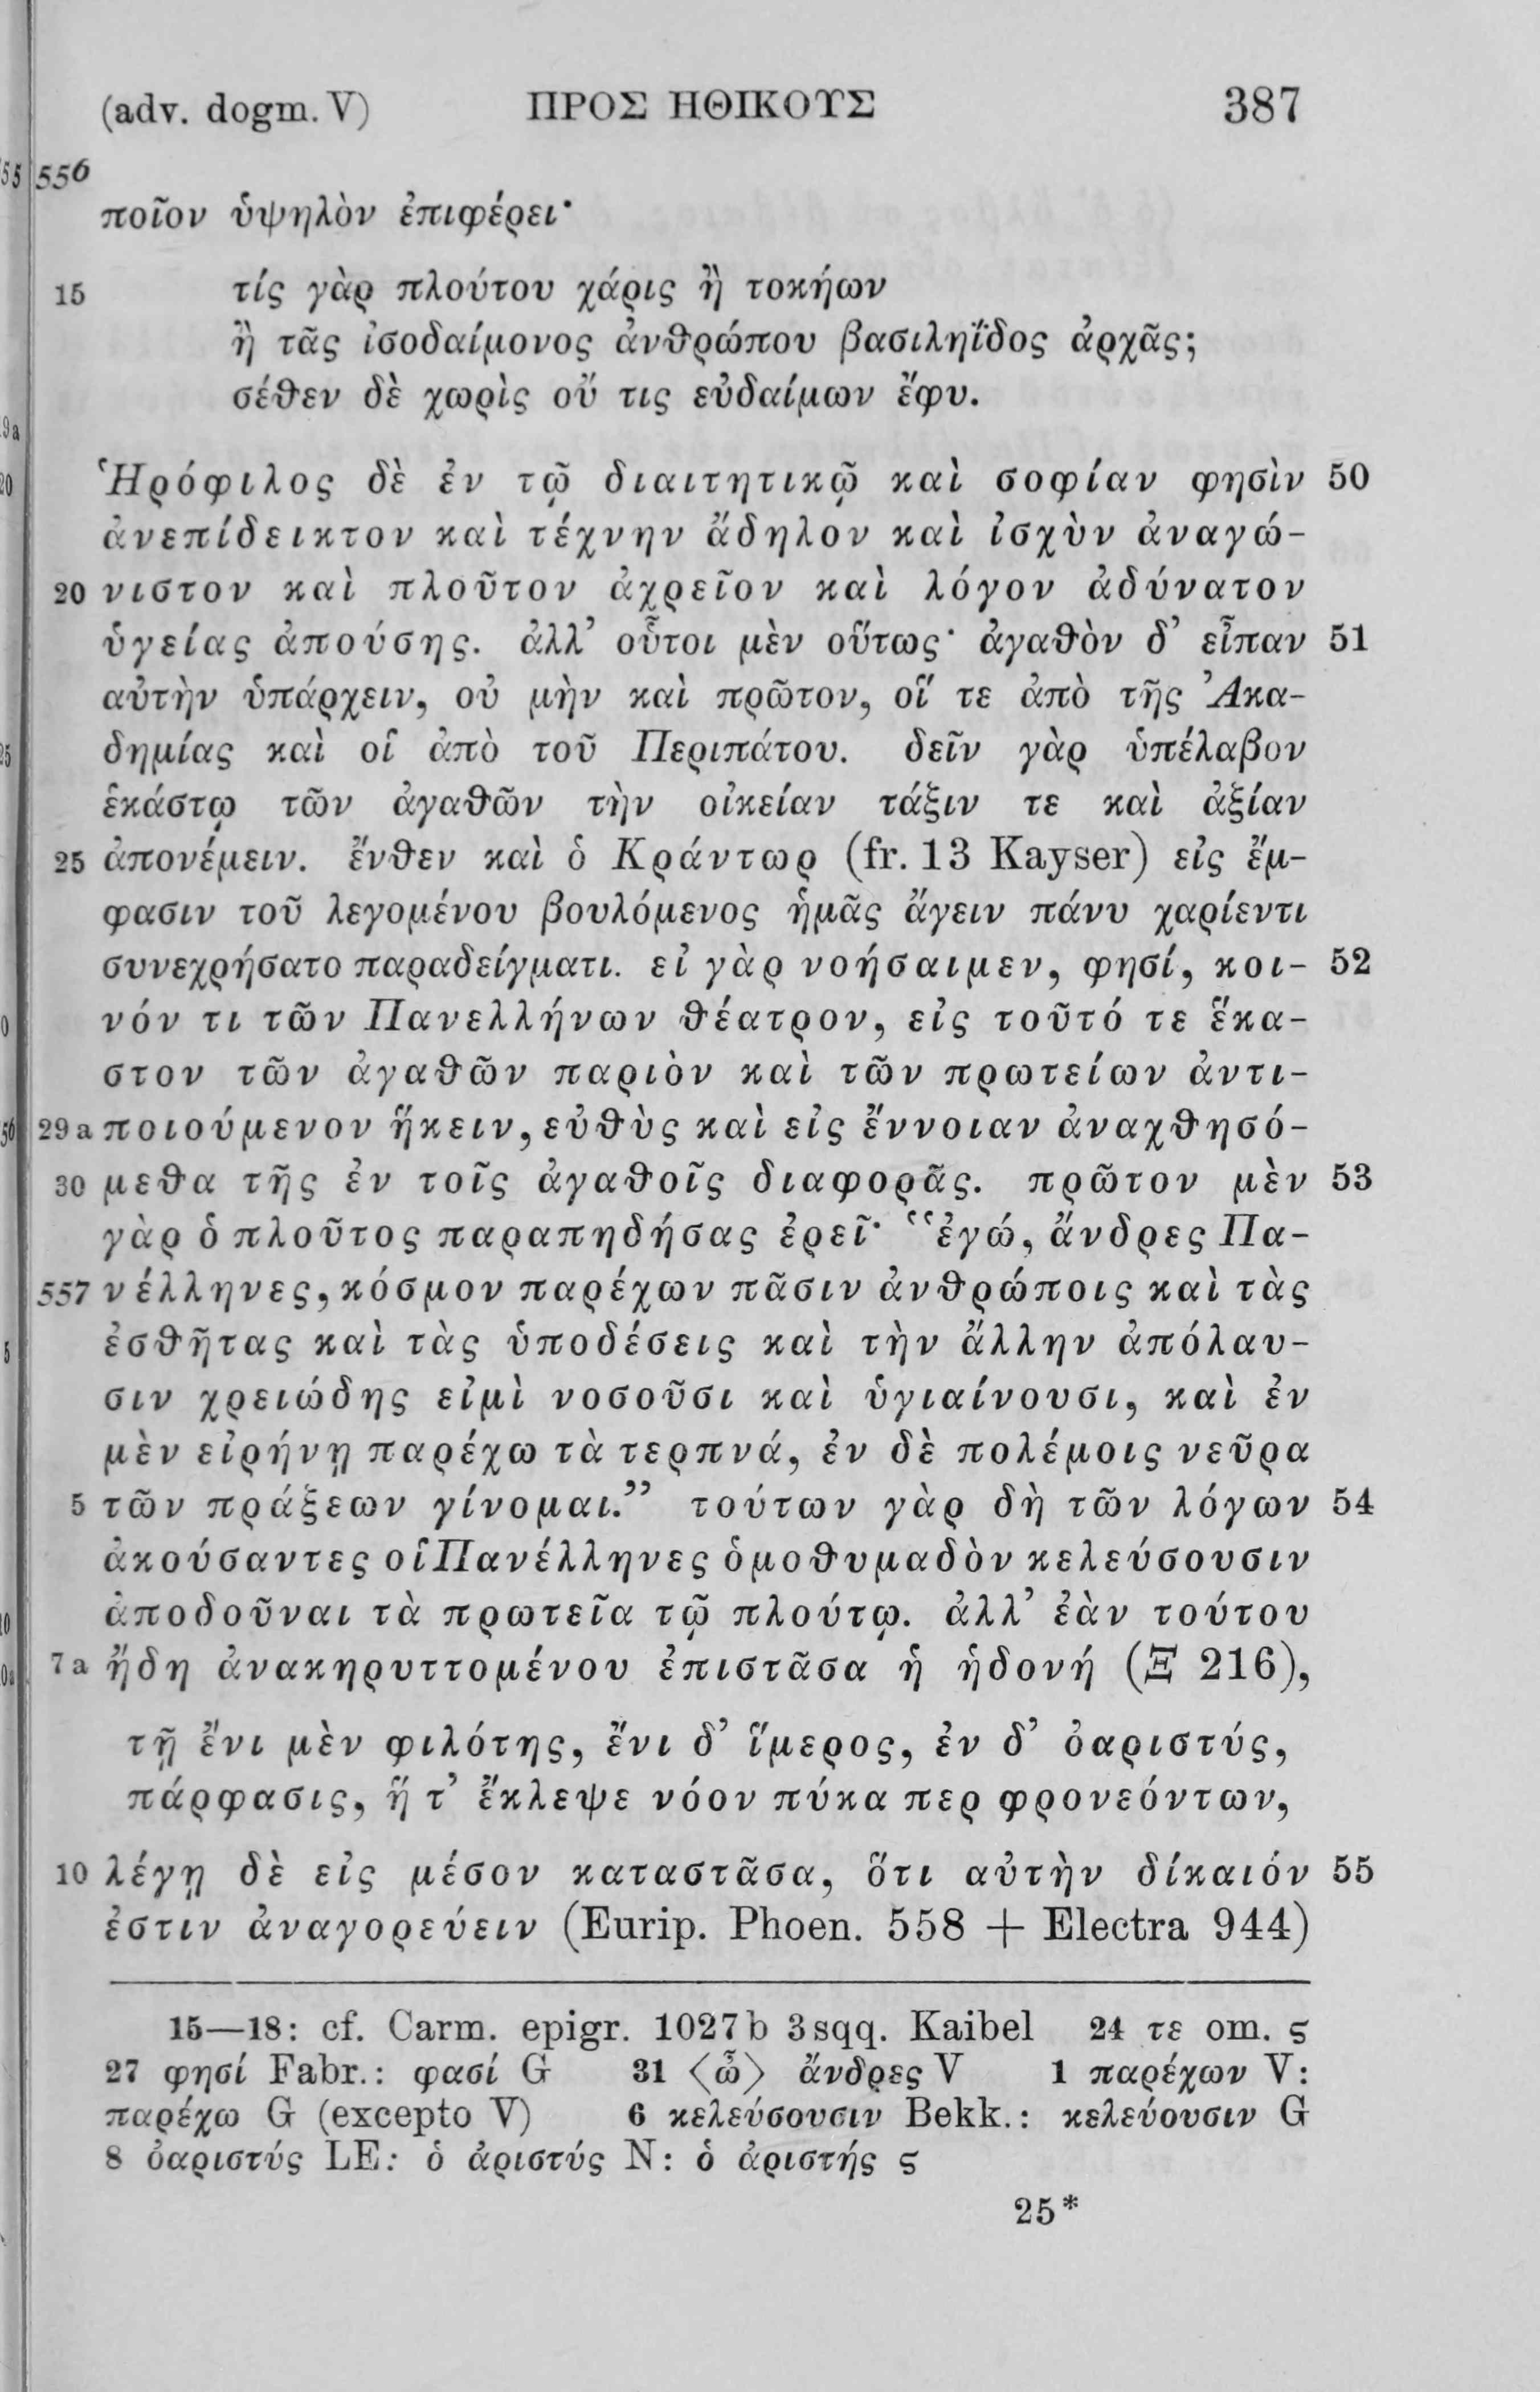 (adv. dogm. V) ΠΡΟΣ ΗΘΙΚΟΥΣ 387
556
ποῖον ὑψηλὸν ἐπιφέρει·
15 τίς γὰρ πλούτου χάρις ἢ τοκήων
ἢ τᾶς ἰσοδαίμονος ἀνθρώπου βασιληΐδος ἀρχᾶς;
σέθεν δὲ χωρὶς οὔ τις εὐδαίμων ἔφυ.
Ἡρόφιλος δὲ ἐν τῷ διαιτητικῷ καὶ σοφίαν φησὶν 50
ἀνεπίδεικτον καὶ τέχνην ἄδηλον καὶ ἰσχὺν ἀναγώ-
20 νιστον καὶ πλοῦτον ἀχρεῖον καὶ λόγον ἀδύνατον
ὑγείας ἀπούσης. ἀλλ’ οὗτοι μὲν οὕτως· ἀγαθὸν δ’ εἶπαν 51
αὐτὴν ὑπάρχειν, οὐ μὴν καὶ πρῶτον, οἵ τε ἀπὸ τῆς Ἀκα-
δημίας καὶ οἱ ἀπὸ τοῦ Περιπάτου. δεῖν γὰρ ὑπέλαβον
ἑκάστῳ τῶν ἀγαθῶν τὴν οἰκείαν τάξιν τε καὶ ἀξίαν
25 ἀπονέμειν. ἔνθεν καὶ ὁ Κράντωρ (fr. 13 Kayser) εἰς ἔμ-
φασιν τοῦ λεγομένου βουλόμενος ἡμᾶς ἄγειν πάνυ χαρίεντι
συνεχρήσατο παραδείγματι. εἰ γὰρ νοήσαιμεν, φησί, κοι- 52
νόν τι τῶν Πανελλήνων θέατρον, εἰς τοῦτό τε ἕκα-
στον τῶν ἀγαθῶν παριὸν καὶ τῶν πρωτείων ἀντι-
29a ποιούμενον ἥκειν, εὐθὺς καὶ εἰς ἔννοιαν ἀναχθησό-
30 μεθα τῆς ἐν τοῖς ἀγαθοῖς διαφορᾶς. πρῶτον μὲν 53
γὰρ ὁ πλοῦτος παραπηδήσας ἐρεῖ· “ἐγώ, ἄνδρες Πα-
557 νέλληνες, κόσμον παρέχων πᾶσιν ἀνθρώποις καὶ τὰς
ἐσθῆτας καὶ τὰς ὑποδέσεις καὶ τὴν ἄλλην ἀπόλαυ-
σιν χρειώδης εἰμὶ νοσοῦσι καὶ ὑγιαίνουσι, καὶ ἐν
μὲν εἰρήνῃ παρέχω τὰ τερπνά, ἐν δὲ πολέμοις νεῦρα
5 τῶν πράξεων γίνομαι.” τούτων γὰρ δὴ τῶν λόγων 54
ἀκούσαντες οἱ Πανέλληνες ὁμοθυμαδὸν κελεύσουσιν
ἀποδοῦναι τὰ πρωτεῖα τῷ πλούτῳ. ἀλλ’ ἐὰν τούτου
7a ἤδη ἀνακηρυττομένου ἐπιστᾶσα ἡ ἡδονή (Ξ 216),
τῇ ἔνι μὲν φιλότης, ἔνι δ’ ἵμερος, ἐν δ’ ὀαριστύς,
πάρφασις, ἥ τ’ ἔκλεψε νόον πύκα περ φρονεόντων,
10 λέγῃ δὲ εἰς μέσον καταστᾶσα, ὅτι αὐτὴν δίκαιόν 55
ἐστιν ἀναγορεύειν (Eurip. Phoen. 558 + Electra 944)
15—18: cf. Carm. epigr. 1027b 3 sqq. Kaibel 24 τε om. ς
27 φησί Fabr.: φασί G 31 ⟨ὦ⟩ ἄνδρες V 1 παρέχων V:
παρέχω G (excepto V) 6 κελεύσουσιν Bekk.: κελεύουσιν G
8 ὀαριστύς LE: ὁ ἀριστύς N: ὁ ἀριστής ς
25*